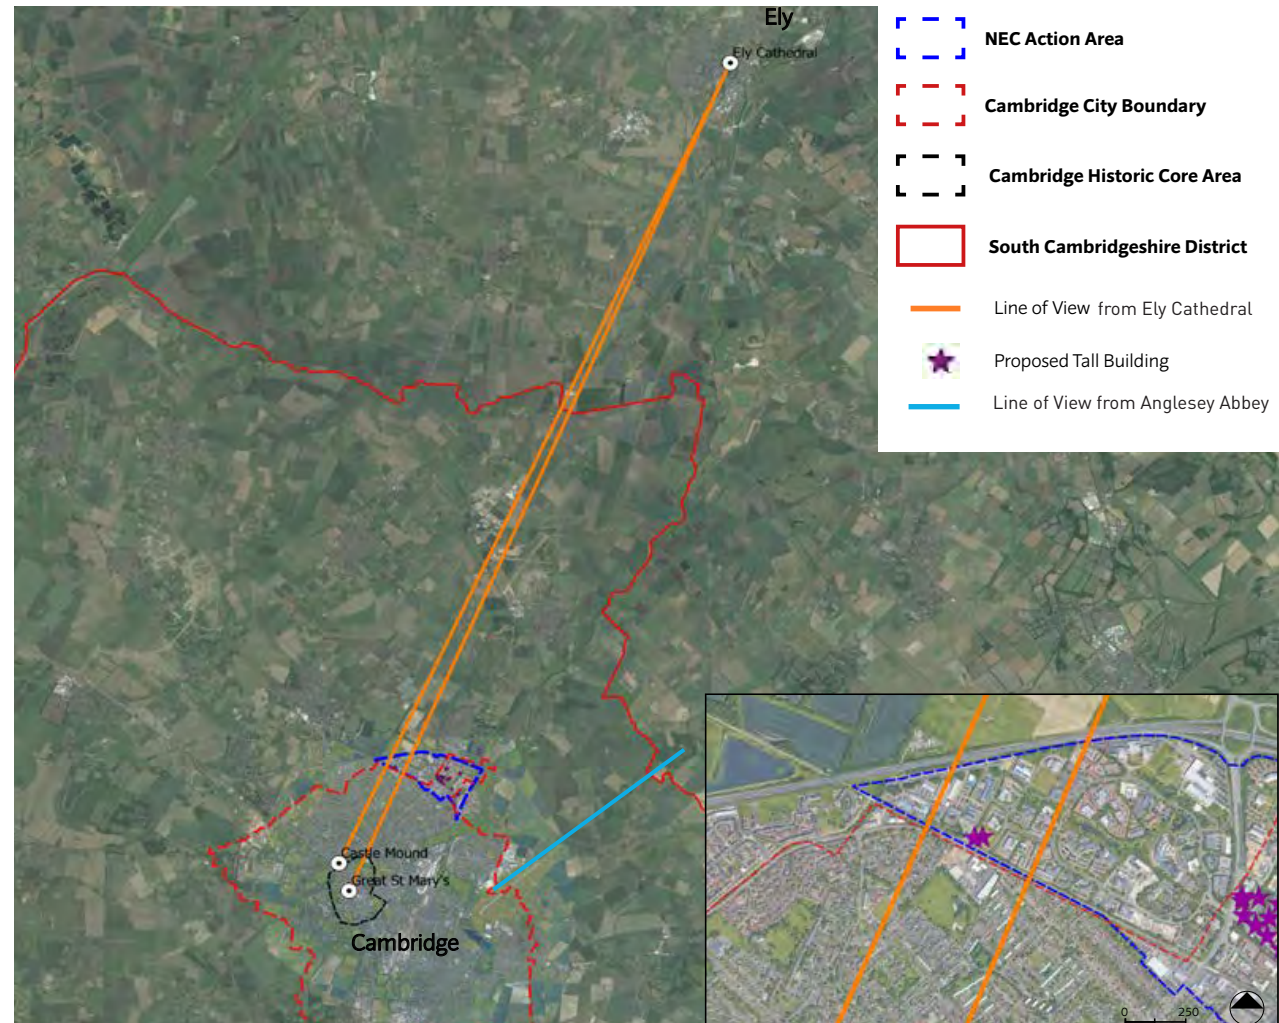 Ely
Ely Cathedral
NEC Action Area
Cambridge City Boundary
Cambridge Historic Core Area
South Cambridgeshire District
Line of View from Ely Cathedral
Proposed Tall Building
Line of View from Anglesey Abbey
Castle Mound
Great St Mary's
Cambridge
0 250